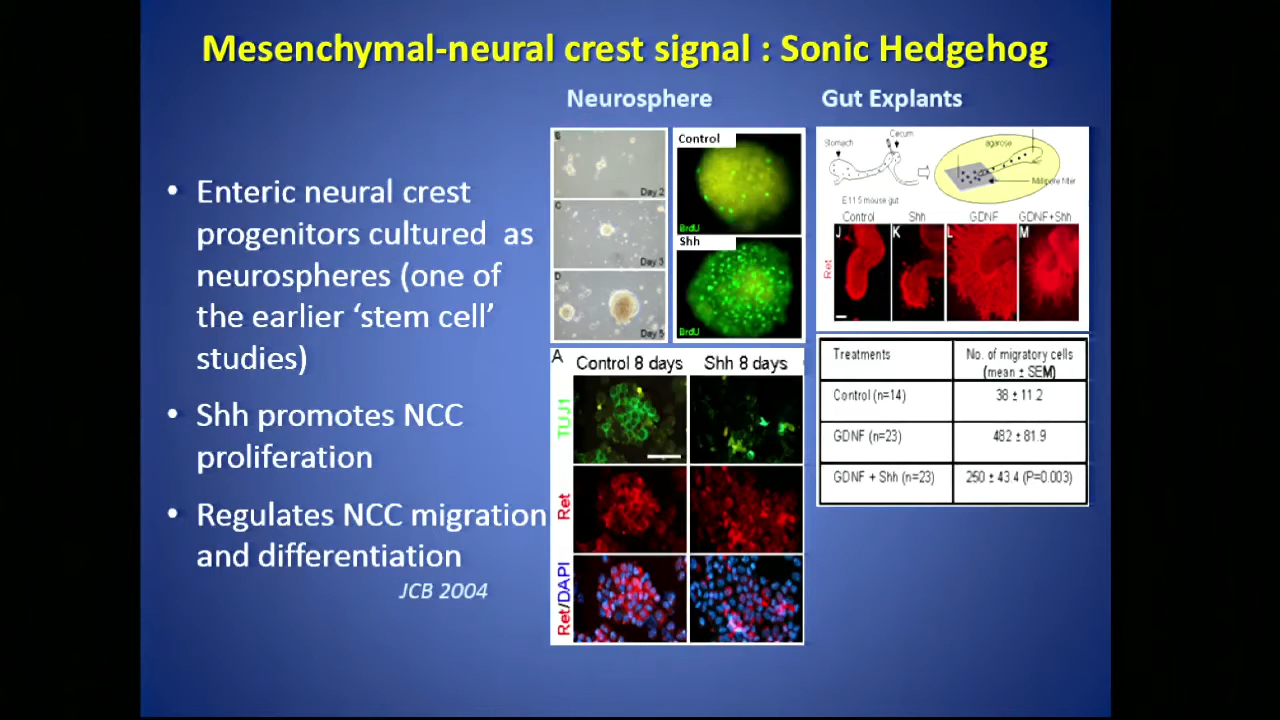 Mesenchymal-neural crest signal : Sonic Hedgehog
Neurosphere
Gut Explants
• Enteric neural crest
progenitors cultured as
neurospheres (one of
the earlier ‘stem cell’
studies)
• Shh promotes NCC
proliferation
• Regulates NCC migration
and differentiation
JCB 2004
B
Day 2
C
Day 3
D
Day 5
Control
BrdU
Shh
BrdU
A
Control 8 days
Shh 8 days
TUJ1
Ret
Ret/DAPI
Stomach
Cecum
agarose
Millipore filter
E11.5 mouse gut
Control
Shh
GDNF
GDNF+Shh
J
K
L
M
Ret
Treatments
No. of migratory cells
(mean ± SEM)
Control (n=14)
38 ± 11.2
GDNF (n=23)
482 ± 81.9
GDNF + Shh (n=23)
250 ± 43.4 (P=0.003)